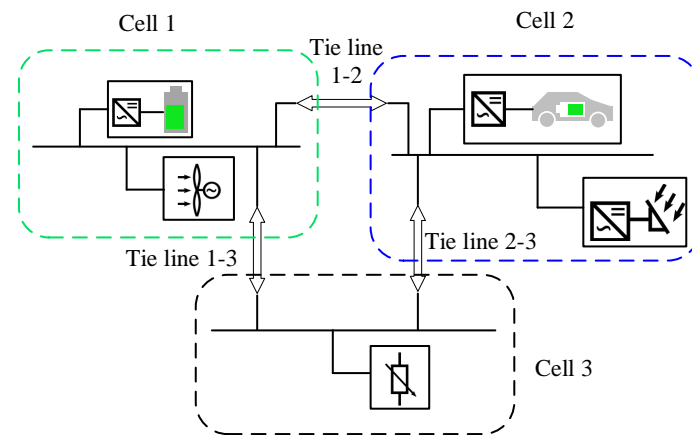 Cell 1
Cell 2
Tie line
1-2
Tie line 1-3
Tie line 2-3
Cell 3